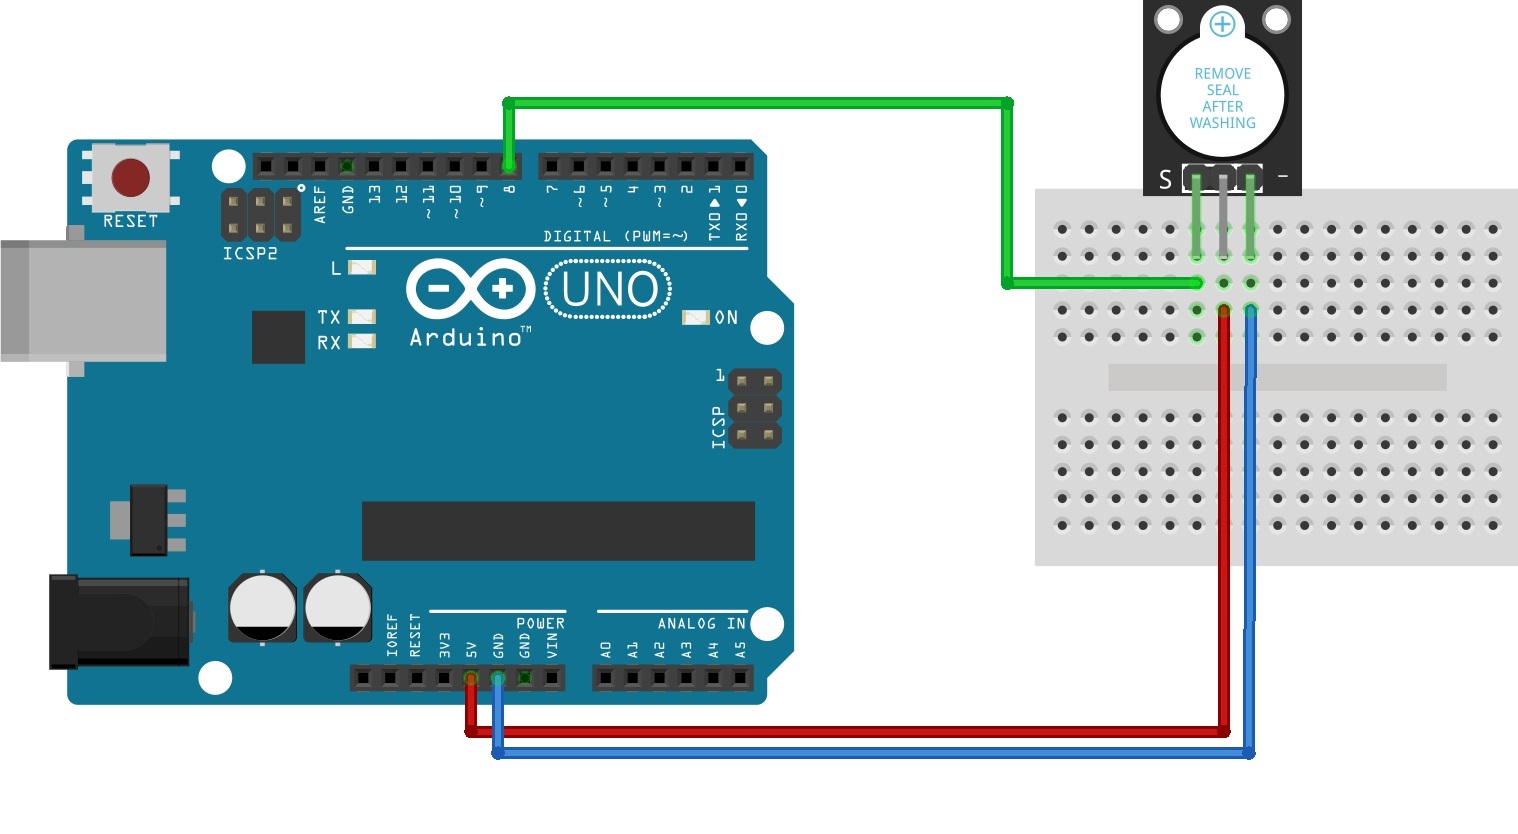 REMOVE
SEAL
AFTER
WASHING
S
−
RESET
ICSP2
AREF
GND
13
12
~11
~10
~9
8
7
~6
~5
4
~3
2
TX0▶1
RX0◀0
DIGITAL (PWM=~)
L
TX
RX
UNO
Arduino™
ON
1
ICSP
IOREF
RESET
3V3
5V
GND
GND
VIN
POWER
ANALOG IN
A0
A1
A2
A3
A4
A5